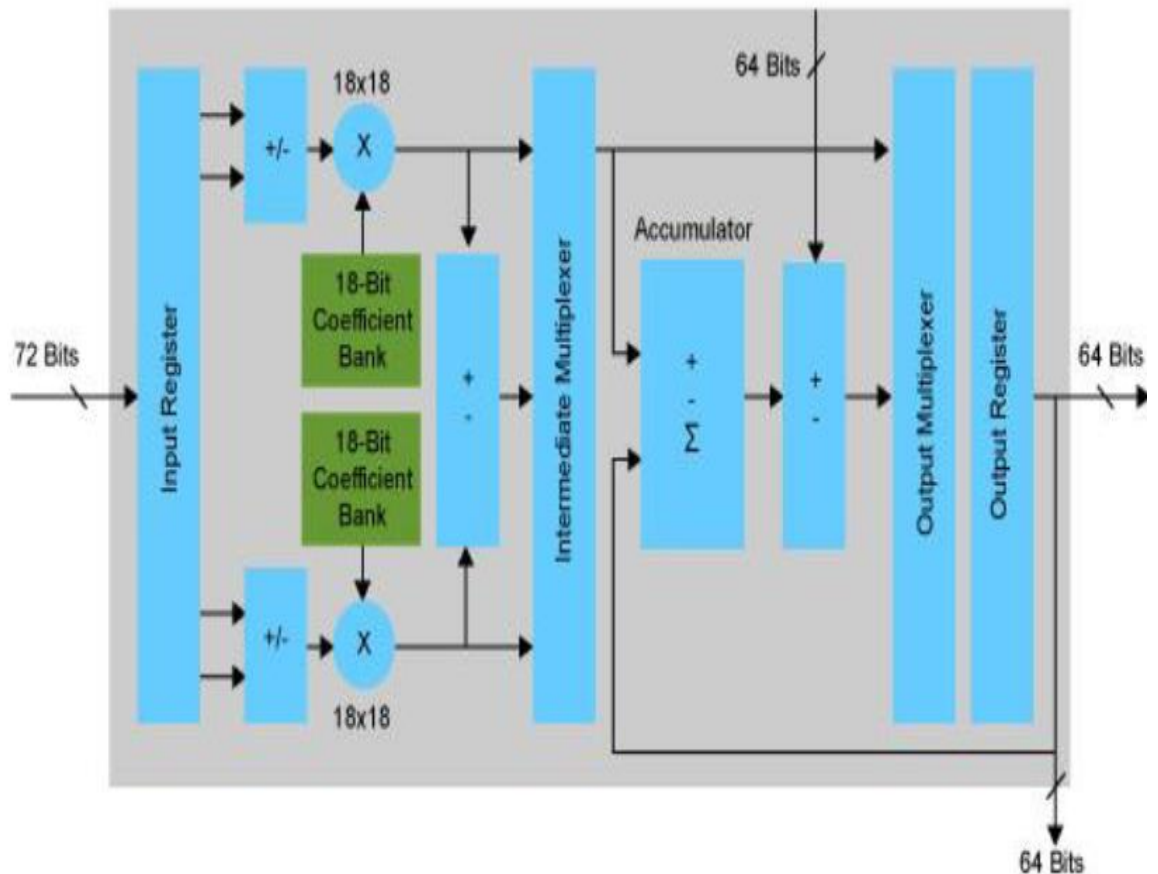 64 Bits
18x18
+/-
X
Accumulator
18-Bit
Coefficient
Bank
72 Bits
Input Register
+
-
Intermediate Multiplexer
+
-
Σ
+
-
Output Multiplexer
Output Register
64 Bits
18-Bit
Coefficient
Bank
+/-
X
18x18
64 Bits